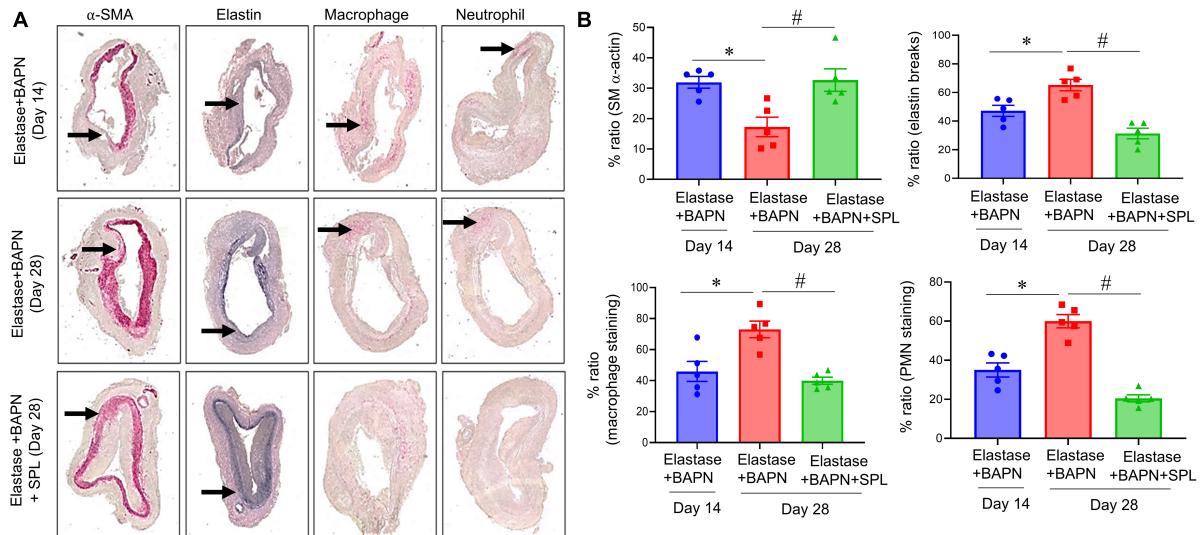 A
α-SMA Elastin Macrophage Neutrophil
Elastase+BAPN
(Day 14)
Elastase+BAPN
(Day 28)
Elastase +BAPN
+ SPL (Day 28)
B
% ratio (SM α-actin)
50
40
30
20
10
0
* #
Elastase
+BAPN
Elastase
+BAPN
Elastase
+BAPN+SPL
Day 14
Day 28
% ratio (elastin breaks)
100
80
60
40
20
0
* #
Elastase
+BAPN
Elastase
+BAPN
Elastase
+BAPN+SPL
Day 14
Day 28
% ratio
(macrophage staining)
100
80
60
40
20
0
* #
Elastase
+BAPN
Elastase
+BAPN
Elastase
+BAPN+SPL
Day 14
Day 28
% ratio (PMN staining)
80
60
40
20
0
* #
Elastase
+BAPN
Elastase
+BAPN
Elastase
+BAPN+SPL
Day 14
Day 28